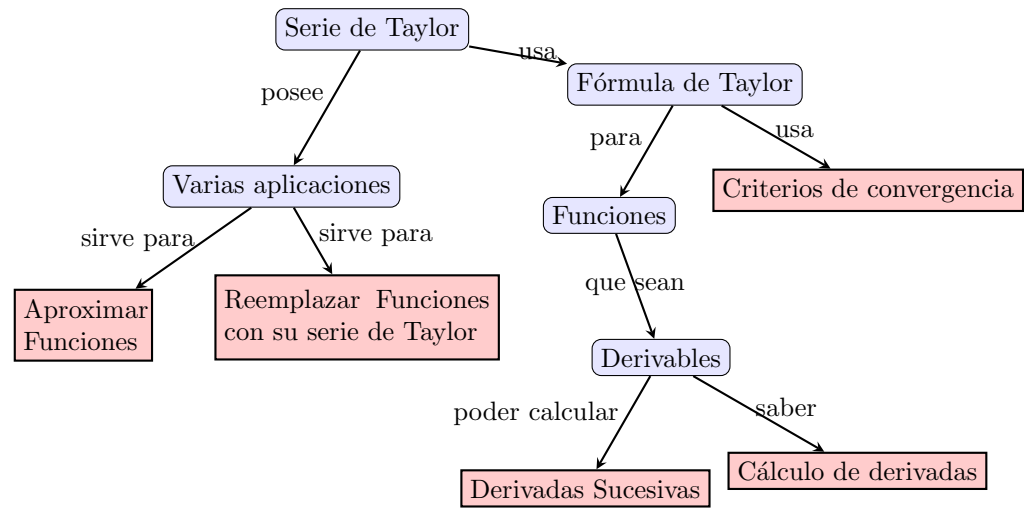 Serie de Taylor
usa
Fórmula de Taylor
posee
para
usa
Varias aplicaciones
Criterios de convergencia
Funciones
sirve para
sirve para
que sean
Aproximar
Funciones
Reemplazar Funciones
con su serie de Taylor
Derivables
poder calcular
saber
Derivadas Sucesivas
Cálculo de derivadas